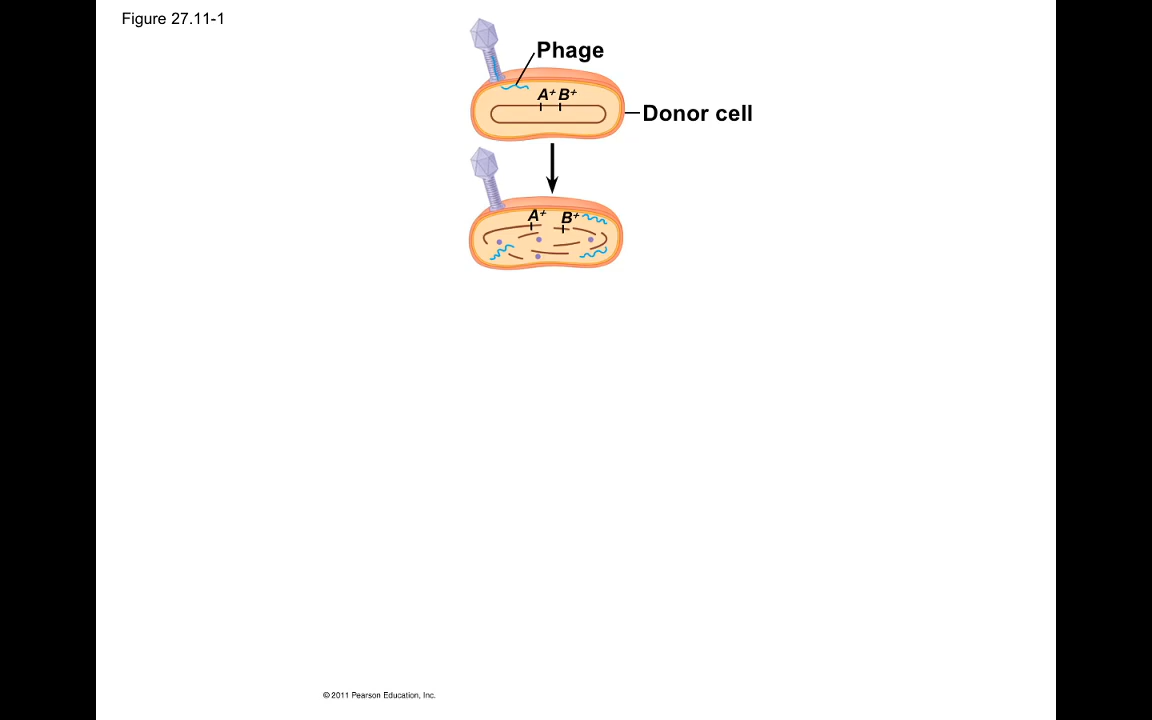 Figure 27.11-1
Phage
A+ B+
Donor cell
A+ B+
© 2011 Pearson Education, Inc.